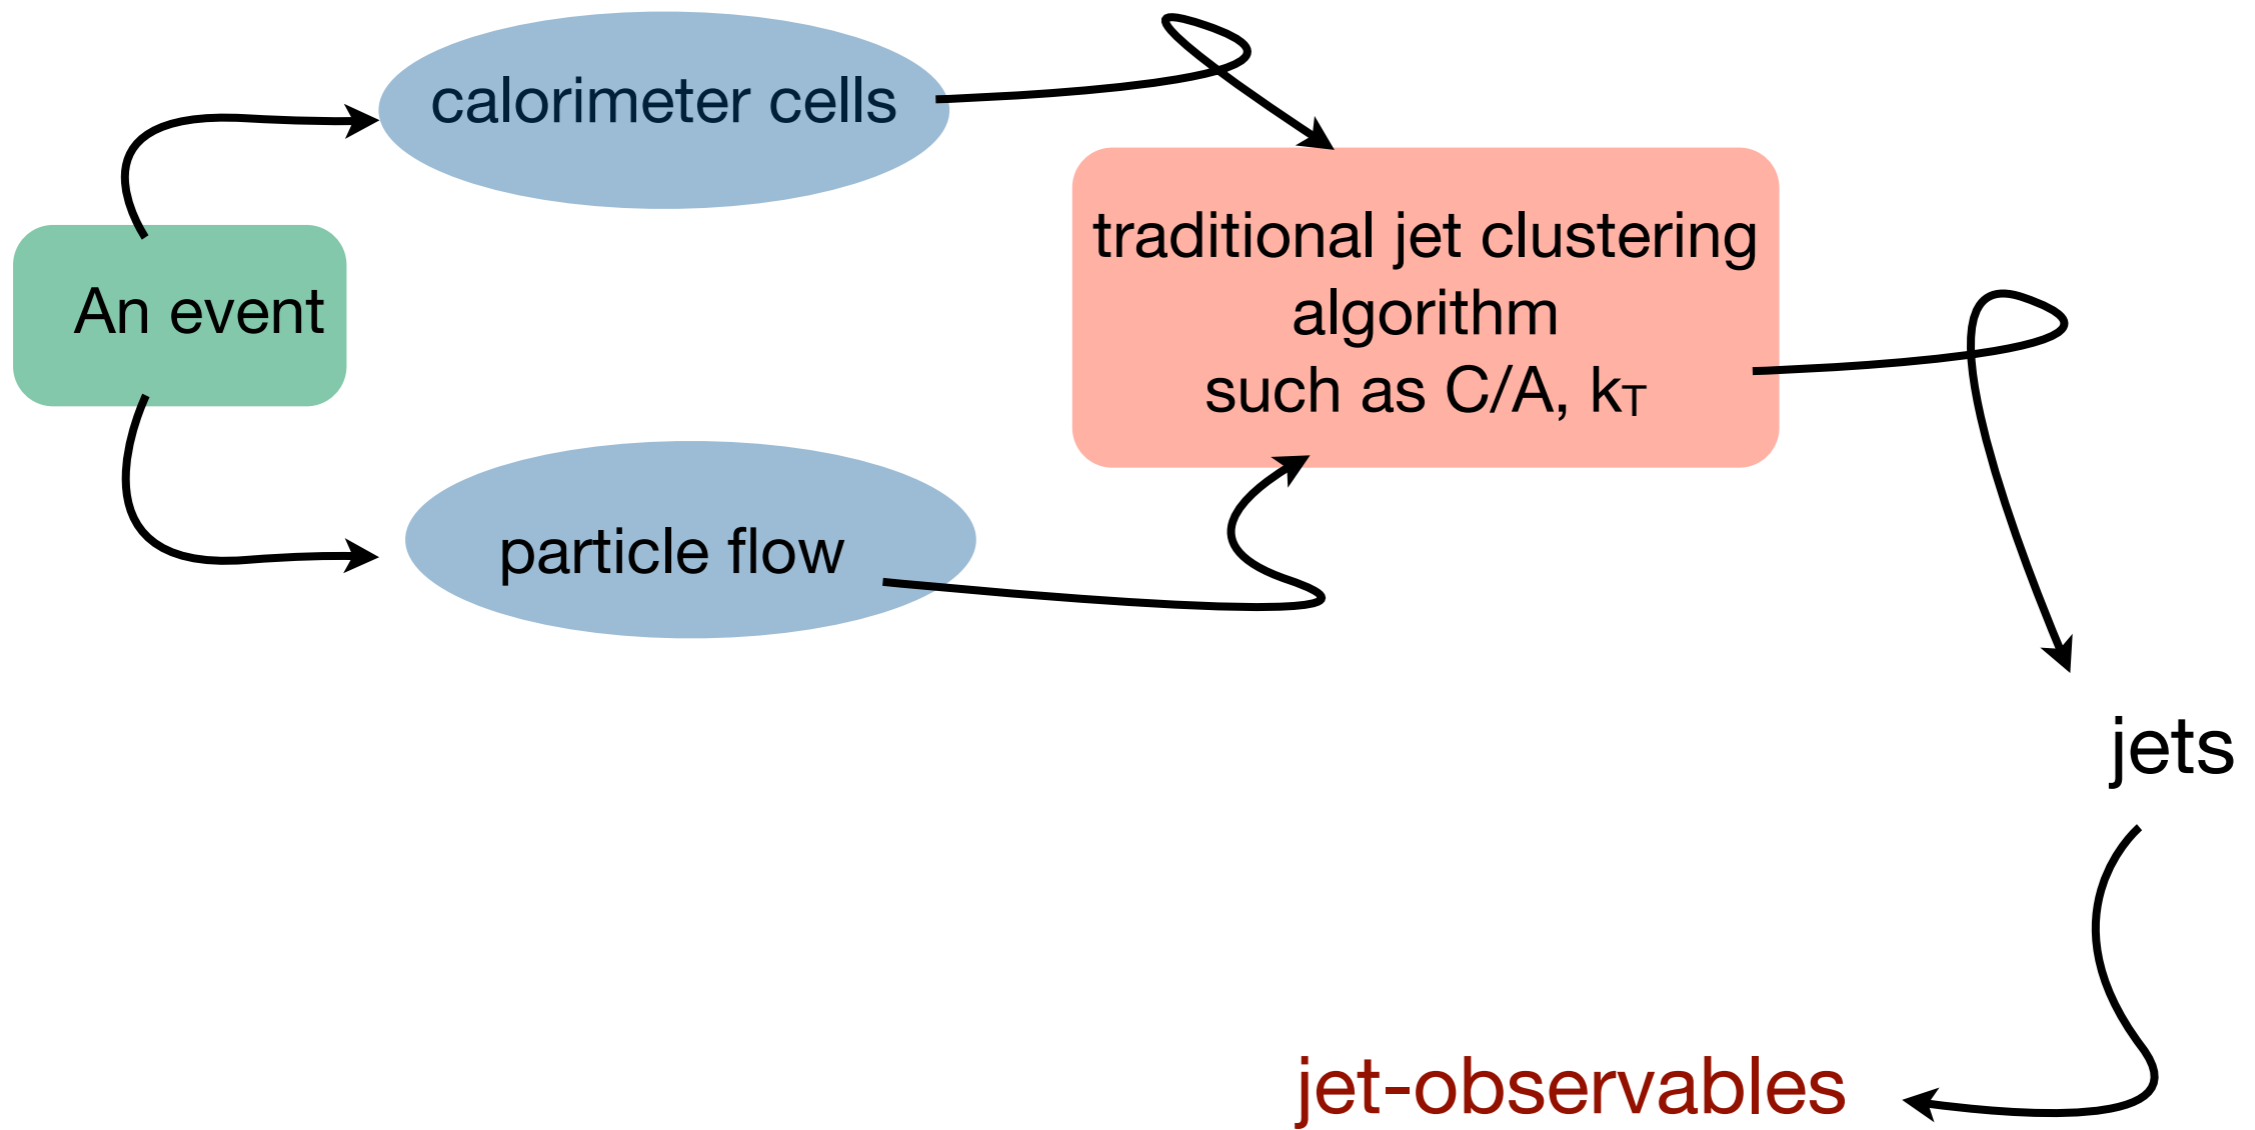 calorimeter cells
An event
particle flow
traditional jet clustering
algorithm
such as C/A, kT
jets
jet-observables